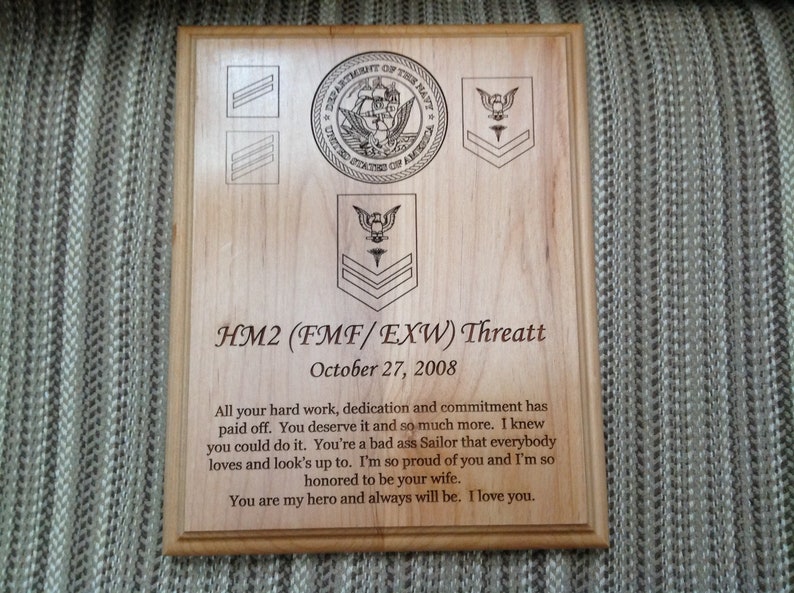 DEPARTMENT OF THE NAVY
UNITED STATES OF AMERICA
HM2 (FMF/ EXW) Threatt
October 27, 2008
All your hard work, dedication and commitment has
paid off.  You deserve it and so much more.  I knew
you could do it.  You're a bad ass Sailor that everybody
loves and look's up to.  I'm so proud of you and I'm so
honored to be your wife.
You are my hero and always will be.  I love you.